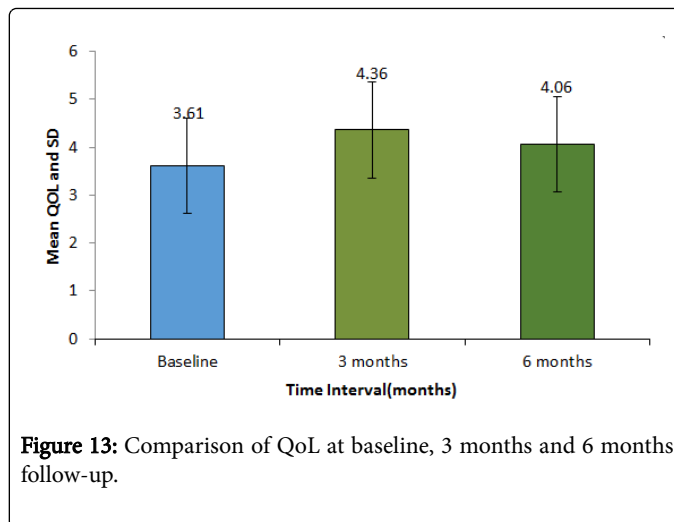 6
5
4
3
2
1
0
Mean QOL and SD
3.61
4.36
4.06
Baseline
3 months
6 months
Time Interval(months)
Figure 13: Comparison of QoL at baseline, 3 months and 6 months
follow-up.